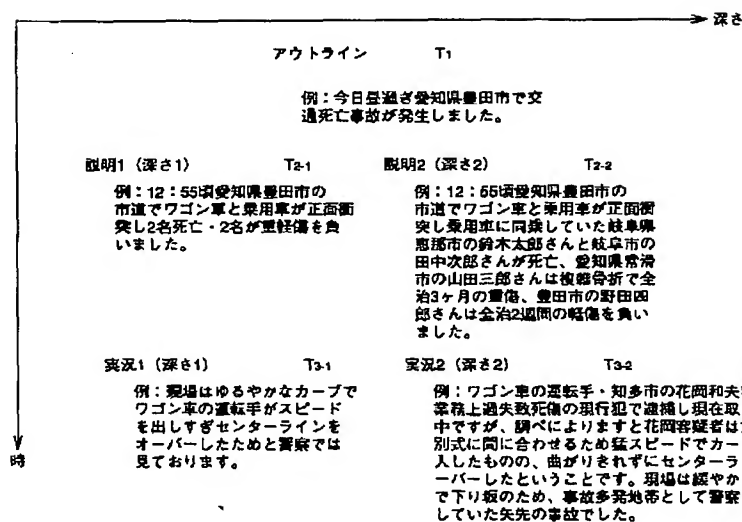 深さ
アウトライン T1
例：今日昼過ぎ愛知県豊田市で交
通死亡事故が発生しました。
説明1（深さ1） T2-1
例：12：55頃愛知県豊田市の
市道でワゴン車と乗用車が正面衝
突し2名死亡・2名が重軽傷を負
いました。
説明2（深さ2） T2-2
例：12：55頃愛知県豊田市の
市道でワゴン車と乗用車が正面衝
突し乗用車に同乗していた岐阜県
恵那市の鈴木太郎さんと岐阜市の
田中次郎さんが死亡、愛知県常滑
市の山田三郎さんは複雑骨折で全
治3ヶ月の重傷、豊田市の野田四
郎さんは全治2週間の軽傷を負い
ました。
実況1（深さ1） T3-1
例：現場はゆるやかなカーブで
ワゴン車の運転手がスピード
を出しすぎセンターラインを
オーバーしたためと警察では
見ております。
実況2（深さ2） T3-2
例：ワゴン車の運転手・知多市の花岡和夫
業務上過失致死傷の現行犯で逮捕し現在取
中ですが、調べによりますと花岡容疑者は
別式に間に合わせるため猛スピードでカー
入したものの、曲がりきれずにセンターラ
ーバーしたということです。現場は緩やか
で下り坂のため、事故多発地帯として警察
していた矢先の事故でした。
時